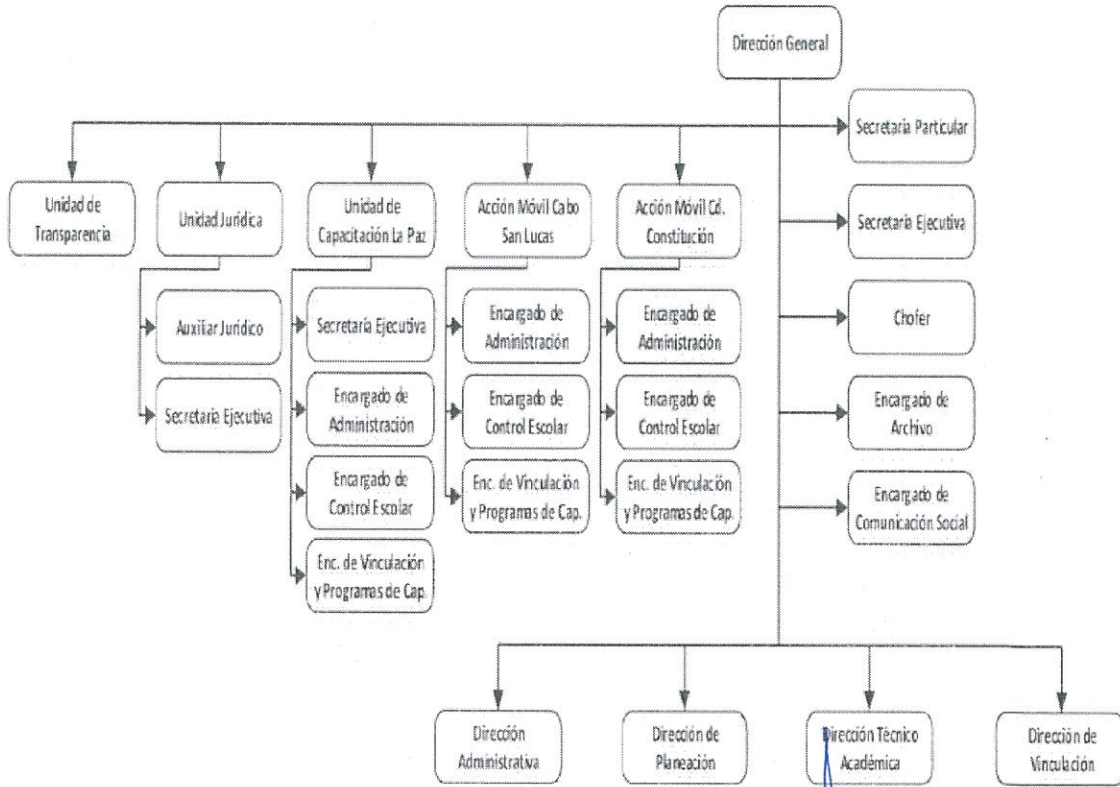 Dirección General
Secretaría Particular
Unidad de
Transparencia
Unidad Jurídica
Unidad de
Capacitación La Paz
Acción Móvil Cabo
San Lucas
Acción Móvil Cd.
Constitución
Secretaría Ejecutiva
Auxiliar Jurídico
Secretaría Ejecutiva
Secretaría Ejecutiva
Encargado de
Administración
Encargado de
Control Escolar
Enc. de Vinculación
y Programas de Cap.
Encargado de
Administración
Encargado de
Control Escolar
Enc. de Vinculación
y Programas de Cap.
Encargado de
Administración
Encargado de
Control Escolar
Enc. de Vinculación
y Programas de Cap.
Chofer
Encargado de
Archivo
Encargado de
Comunicación Social
Dirección
Administrativa
Dirección de
Planeación
Dirección Técnico
Académica
Dirección de
Vinculación